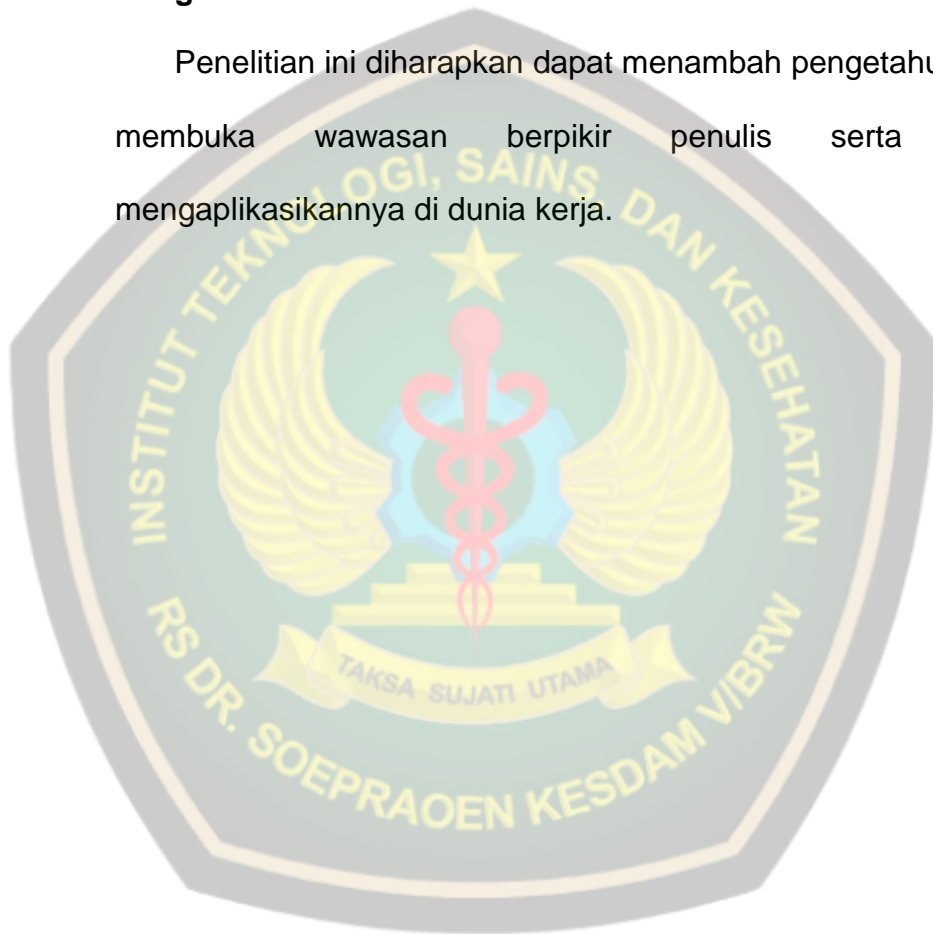 Penelitian ini diharapkan dapat menambah
membuka wawasan berpikir penulis serta
mengaplikasikannya di dunia kerja.
INSTITUT TEKNOLOGI, SAINS, DAN KESEHATAN
TAKSA SUJATI UTAMA
RS DR. SOEPRAOEN KESDAM V/BRW